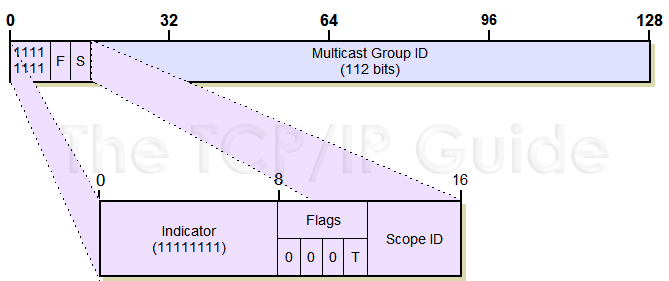 0 32 64 96 128
1111
1111
F S
Multicast Group ID
(112 bits)
The TCP/IP Guide
0 8 16
Indicator
(11111111)
Flags
0 0 0 T
Scope ID